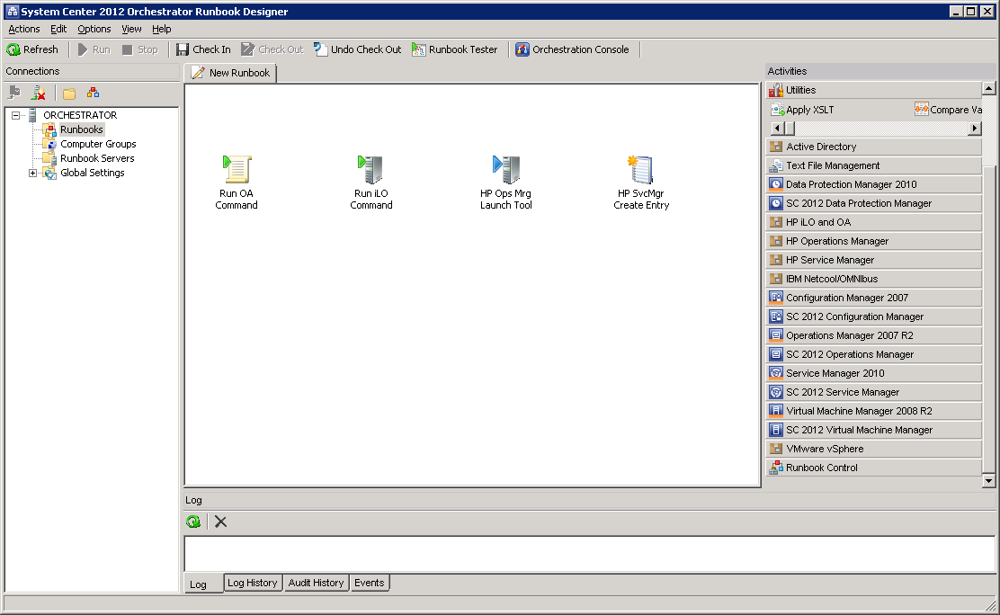 System Center 2012 Orchestrator Runbook Designer
Actions Edit Options View Help
Refresh Run Stop Check In Check Out Undo Check Out Runbook Tester Orchestration Console
Connections
ORCHESTRATOR
Runbooks
Computer Groups
Runbook Servers
Global Settings
New Runbook
Run OA
Command
Run iLO
Command
HP Ops Mrg
Launch Tool
HP SvcMgr
Create Entry
Activities
Utilities
Apply XSLT Compare Va
Active Directory
Text File Management
Data Protection Manager 2010
SC 2012 Data Protection Manager
HP iLO and OA
HP Operations Manager
HP Service Manager
IBM Netcool/OMNIbus
Configuration Manager 2007
SC 2012 Configuration Manager
Operations Manager 2007 R2
SC 2012 Operations Manager
Service Manager 2010
SC 2012 Service Manager
Virtual Machine Manager 2008 R2
SC 2012 Virtual Machine Manager
VMware vSphere
Runbook Control
Log
Log Log History Audit History Events